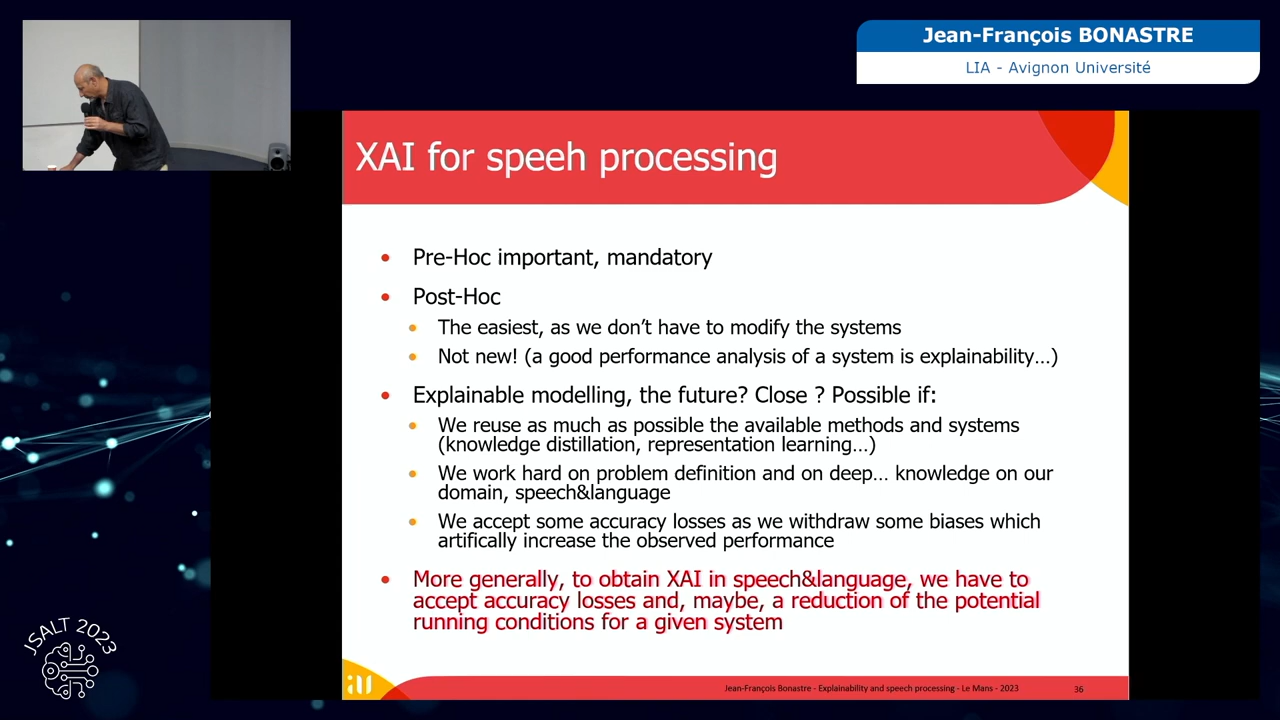 Jean-François BONASTRE
LIA - Avignon Université
XAI for speeh processing
Pre-Hoc important, mandatory
Post-Hoc
The easiest, as we don't have to modify the systems
Not new! (a good performance analysis of a system is explainability…)
Explainable modelling, the future? Close ? Possible if:
We reuse as much as possible the available methods and systems
(knowledge distillation, representation learning…)
We work hard on problem definition and on deep… knowledge on our
domain, speech&language
We accept some accuracy losses as we withdraw some biases which
artifically increase the observed performance
More generally, to obtain XAI in speech&language, we have to
accept accuracy losses and, maybe, a reduction of the potential
running conditions for a given system
JSALT 2023
au
Jean-François Bonastre - Explainability and speech processing - Le Mans - 2023
36